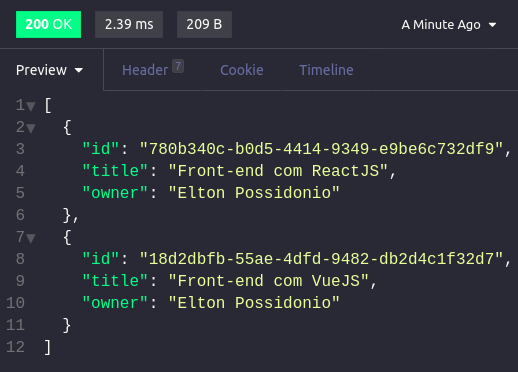 200 OK 2.39 ms 209 B A Minute Ago
Preview Header 7 Cookie Timeline
1 [
2 {
3 "id": "780b340c-b0d5-4414-9349-e9be6c732df9",
4 "title": "Front-end com ReactJS",
5 "owner": "Elton Possidonio"
6 },
7 {
8 "id": "18d2dbfb-55ae-4dfd-9482-db2d4c1f32d7",
9 "title": "Front-end com VueJS",
10 "owner": "Elton Possidonio"
11 }
12 ]